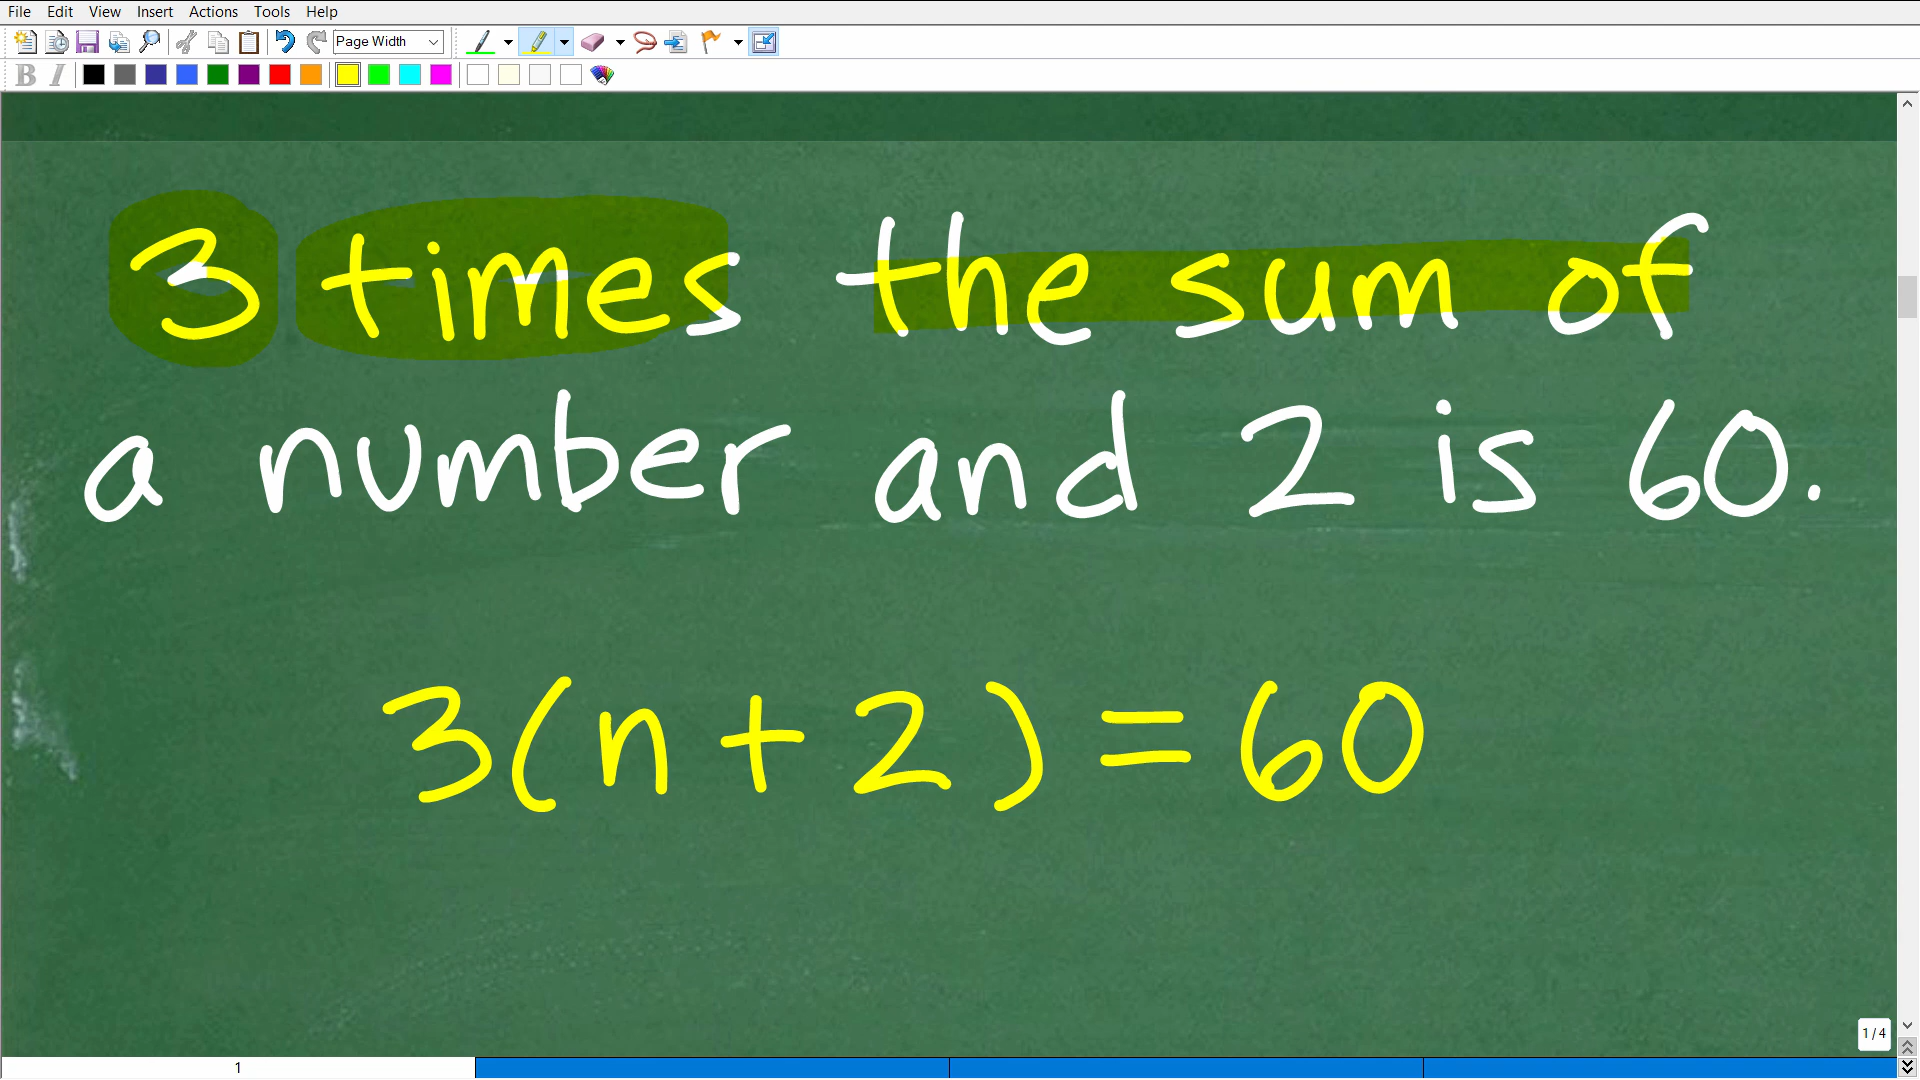 File Edit View Insert Actions Tools Help
Page Width
B I
3 times the sum of
a number and 2 is 60.
3(n+2)=60
1 / 4
1